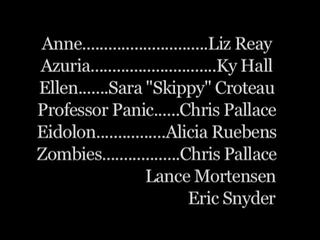 Anne.............................Liz Reay
Azuria.............................Ky Hall
Ellen.......Sara "Skippy" Croteau
Professor Panic......Chris Pallace
Eidolon................Alicia Ruebens
Zombies..................Chris Pallace
Lance Mortensen
Eric Snyder